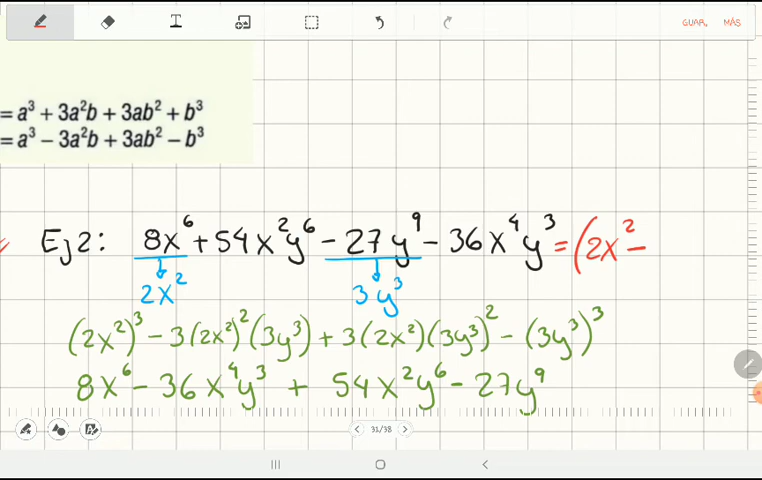 GUAR, MÁS
= a³ + 3a²b + 3ab² + b³
= a³ − 3a²b + 3ab² − b³
Ej2: 8x⁶ + 54x²y⁶ − 27y⁹ − 36x⁴y³ = (2x² −
2x² 3y³
(2x²)³ − 3(2x²)²(3y³) + 3(2x²)(3y³)² − (3y³)³
8x⁶ − 36x⁴y³ + 54x²y⁶ − 27y⁹
31/38